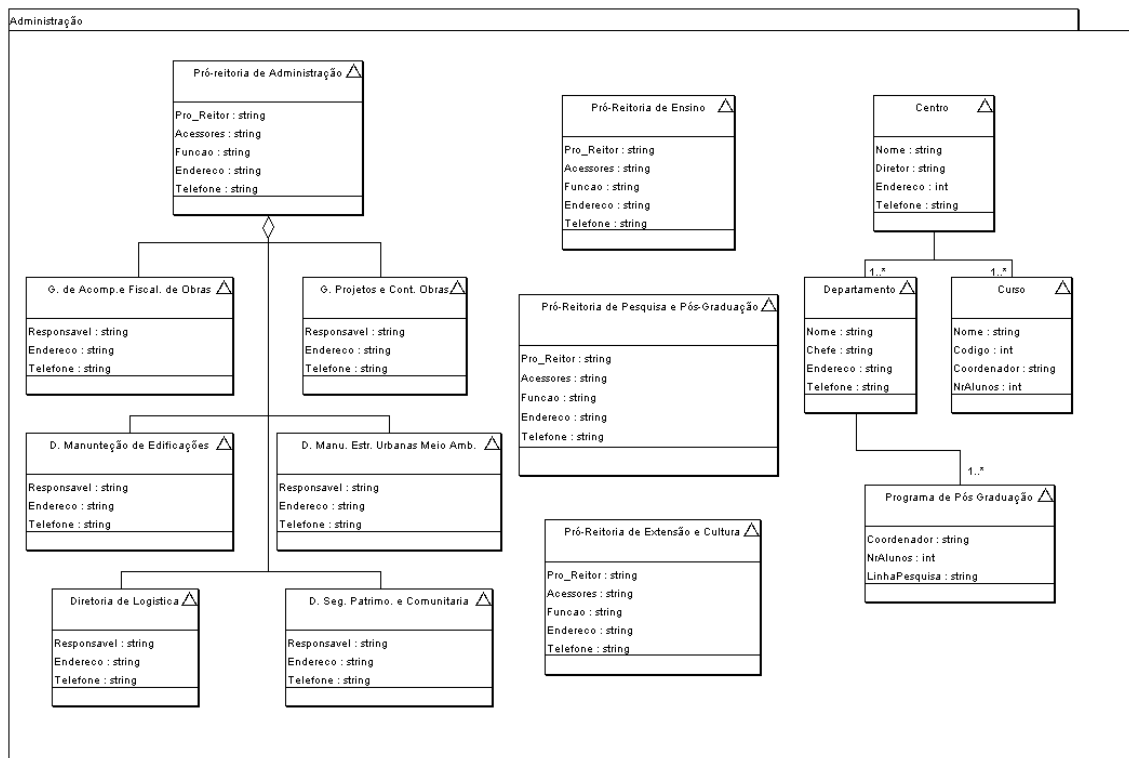 Administração
Pró-reitoria de Administração
Pro_Reitor : string
Acessores : string
Funcao : string
Endereco : string
Telefone : string
G. de Acomp.e Fiscal. de Obras
Responsavel : string
Endereco : string
Telefone : string
G. Projetos e Cont. Obras
Responsavel : string
Endereco : string
Telefone : string
D. Manunteção de Edificações
Responsavel : string
Endereco : string
Telefone : string
D. Manu. Estr. Urbanas Meio Amb.
Responsavel : string
Endereco : string
Telefone : string
Diretoria de Logistica
Responsavel : string
Endereco : string
Telefone : string
D. Seg. Patrimo. e Comunitaria
Responsavel : string
Endereco : string
Telefone : string
Pró-Reitoria de Ensino
Pro_Reitor : string
Acessores : string
Funcao : string
Endereco : string
Telefone : string
Pró-Reitoria de Pesquisa e Pós-Graduação
Pro_Reitor : string
Acessores : string
Funcao : string
Endereco : string
Telefone : string
Pró-Reitoria de Extensão e Cultura
Pro_Reitor : string
Acessores : string
Funcao : string
Endereco : string
Telefone : string
Centro
Nome : string
Diretor : string
Endereco : int
Telefone : string
1..*
1..*
Departamento
Nome : string
Chefe : string
Endereco : string
Telefone : string
Curso
Nome : string
Codigo : int
Coordenador : string
NrAlunos : int
1..*
Programa de Pós Graduação
Coordenador : string
NrAlunos : int
LinhaPesquisa : string